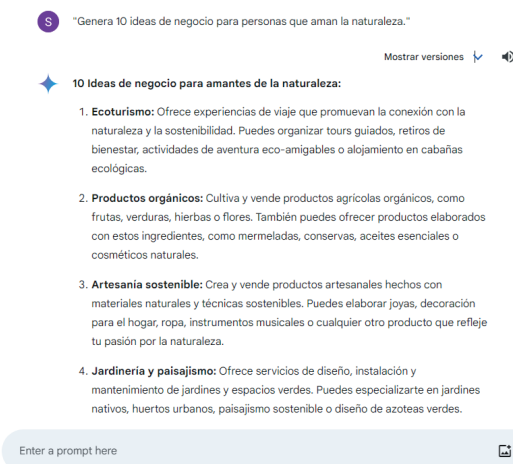 S "Genera 10 ideas de negocio para personas que aman la naturaleza."
Mostrar versiones
10 Ideas de negocio para amantes de la naturaleza:
1. Ecoturismo: Ofrece experiencias de viaje que promuevan la conexión con la
naturaleza y la sostenibilidad. Puedes organizar tours guiados, retiros de
bienestar, actividades de aventura eco-amigables o alojamiento en cabañas
ecológicas.
2. Productos orgánicos: Cultiva y vende productos agrícolas orgánicos, como
frutas, verduras, hierbas o flores. También puedes ofrecer productos elaborados
con estos ingredientes, como mermeladas, conservas, aceites esenciales o
cosméticos naturales.
3. Artesanía sostenible: Crea y vende productos artesanales hechos con
materiales naturales y técnicas sostenibles. Puedes elaborar joyas, decoración
para el hogar, ropa, instrumentos musicales o cualquier otro producto que refleje
tu pasión por la naturaleza.
4. Jardinería y paisajismo: Ofrece servicios de diseño, instalación y
mantenimiento de jardines y espacios verdes. Puedes especializarte en jardines
nativos, huertos urbanos, paisajismo sostenible o diseño de azoteas verdes.
Enter a prompt here